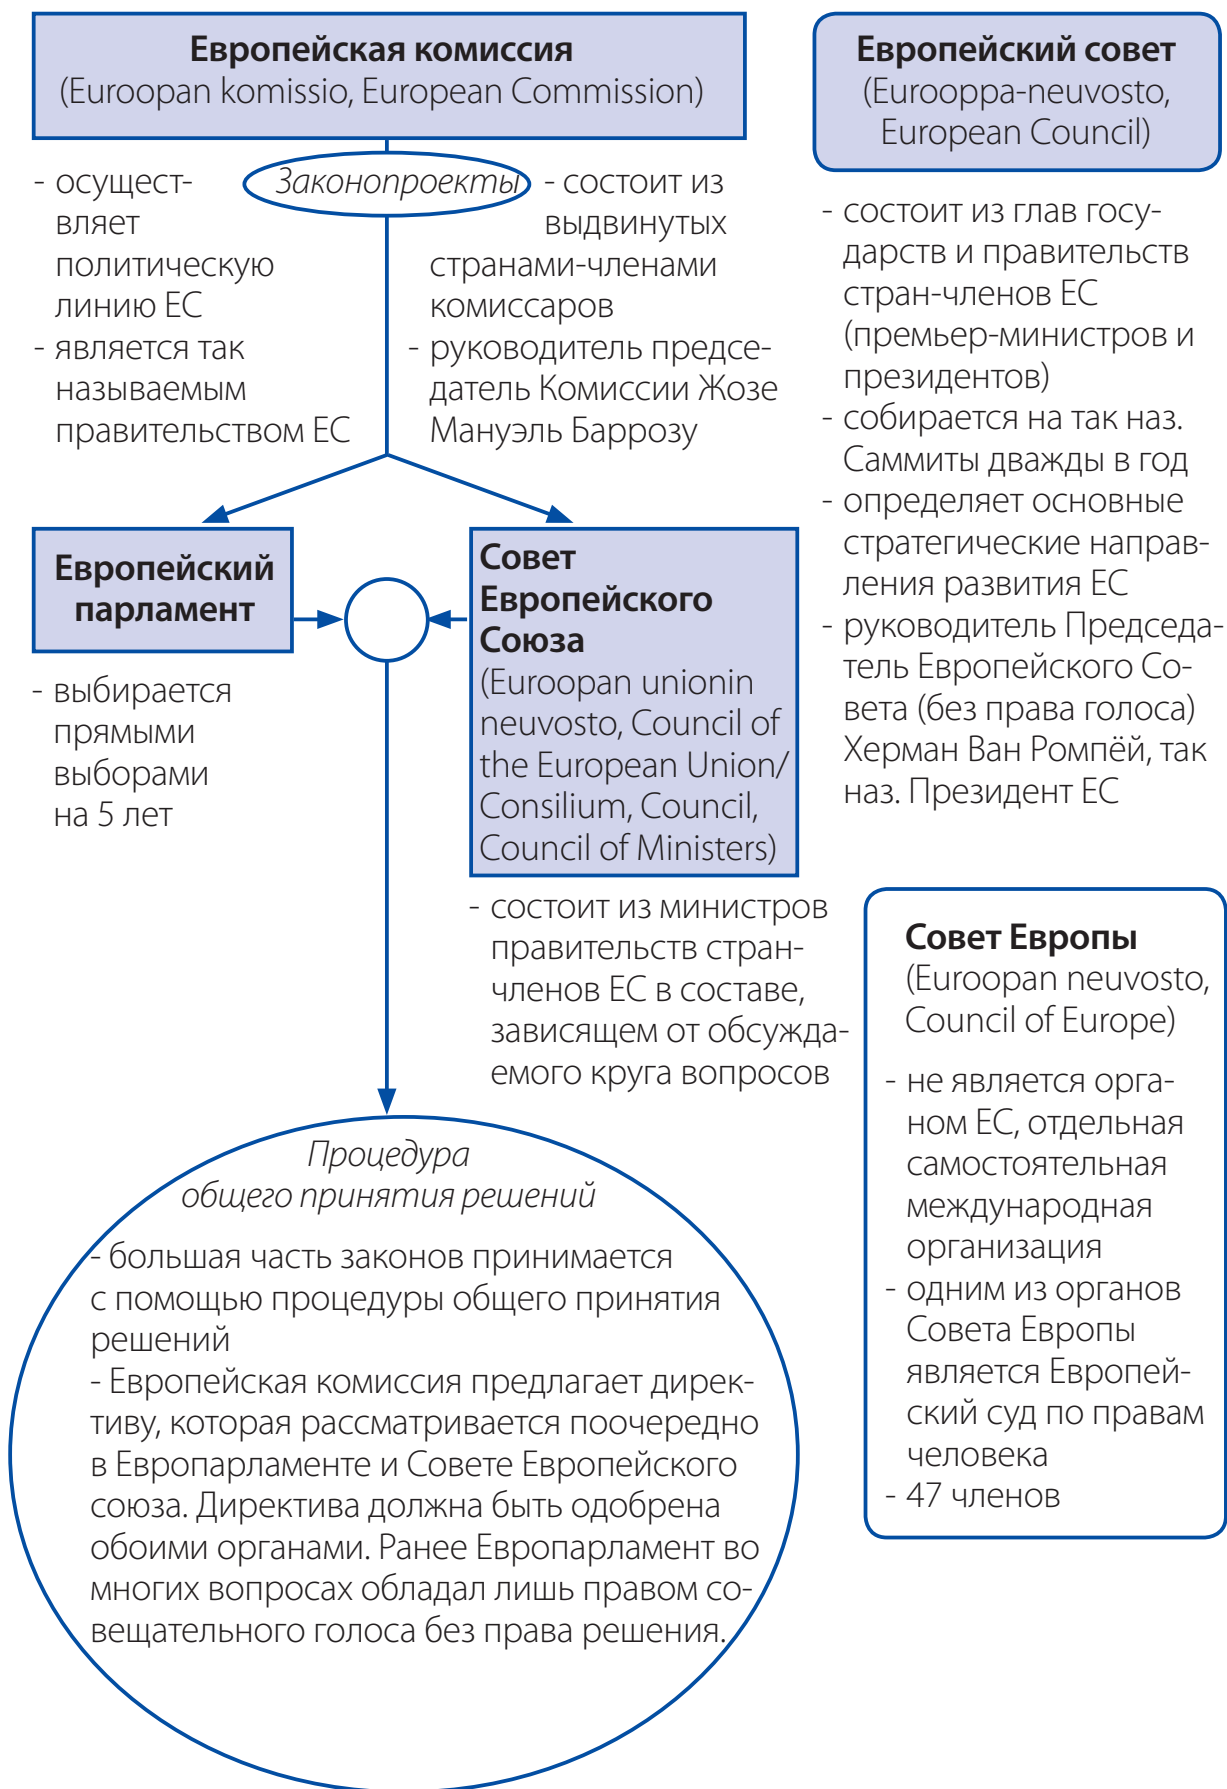 Европейская комиссия
(Euroopan komissio, European Commission)
Законопроекты
- осущест-
вляет
политическую
линию ЕС
- является так
называемым
правительством ЕС
- состоит из
выдвинутых
странами-членами
комиссаров
- руководитель предсе-
датель Комиссии Жозе
Мануэль Баррозу
Европейский
парламент
- выбирается
прямыми
выборами
на 5 лет
Совет
Европейского
Союза
(Euroopan unionin
neuvosto, Council of
the European Union/
Consilium, Council,
Council of Ministers)
- состоит из министров
правительств стран-
членов ЕС в составе,
зависящем от обсужда-
емого круга вопросов
Процедура
общего принятия решений
- большая часть законов принимается
с помощью процедуры общего принятия
решений
- Европейская комиссия предлагает дирек-
тиву, которая рассматривается поочередно
в Европарламенте и Совете Европейского
союза. Директива должна быть одобрена
обоими органами. Ранее Европарламент во
многих вопросах обладал лишь правом со-
вещательного голоса без права решения.
Европейский совет
(Eurooppa-neuvosto,
European Council)
- состоит из глав госу-
дарств и правительств
стран-членов ЕС
(премьер-министров и
президентов)
- собирается на так наз.
Саммиты дважды в год
- определяет основные
стратегические направ-
ления развития ЕС
- руководитель Председа-
тель Европейского Со-
вета (без права голоса)
Херман Ван Ромпёй, так
наз. Президент ЕС
Совет Европы
(Euroopan neuvosto,
Council of Europe)
- не является орга-
ном ЕС, отдельная
самостоятельная
международная
организация
- одним из органов
Совета Европы
является Европей-
ский суд по правам
человека
- 47 членов